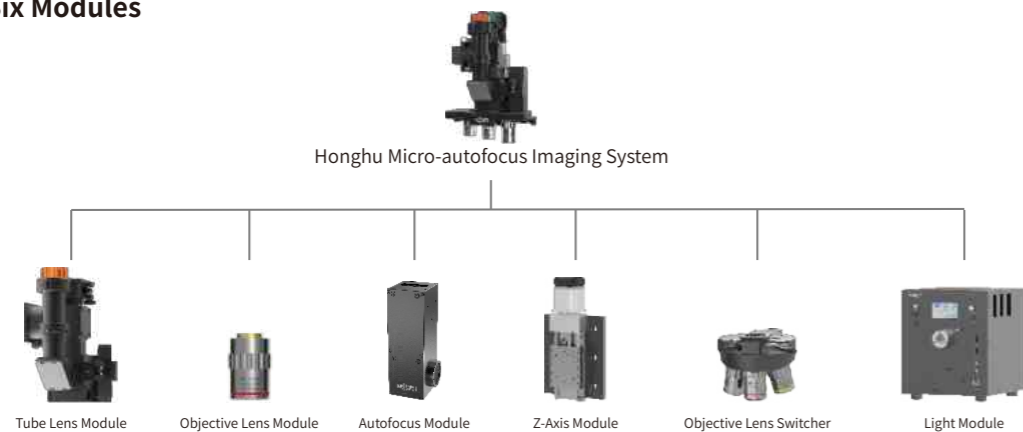 ix Modules
Honghu Micro-autofocus Imaging System
Tube Lens Module
Objective Lens Module
Autofocus Module
Z-Axis Module
Objective Lens Switcher
Light Module